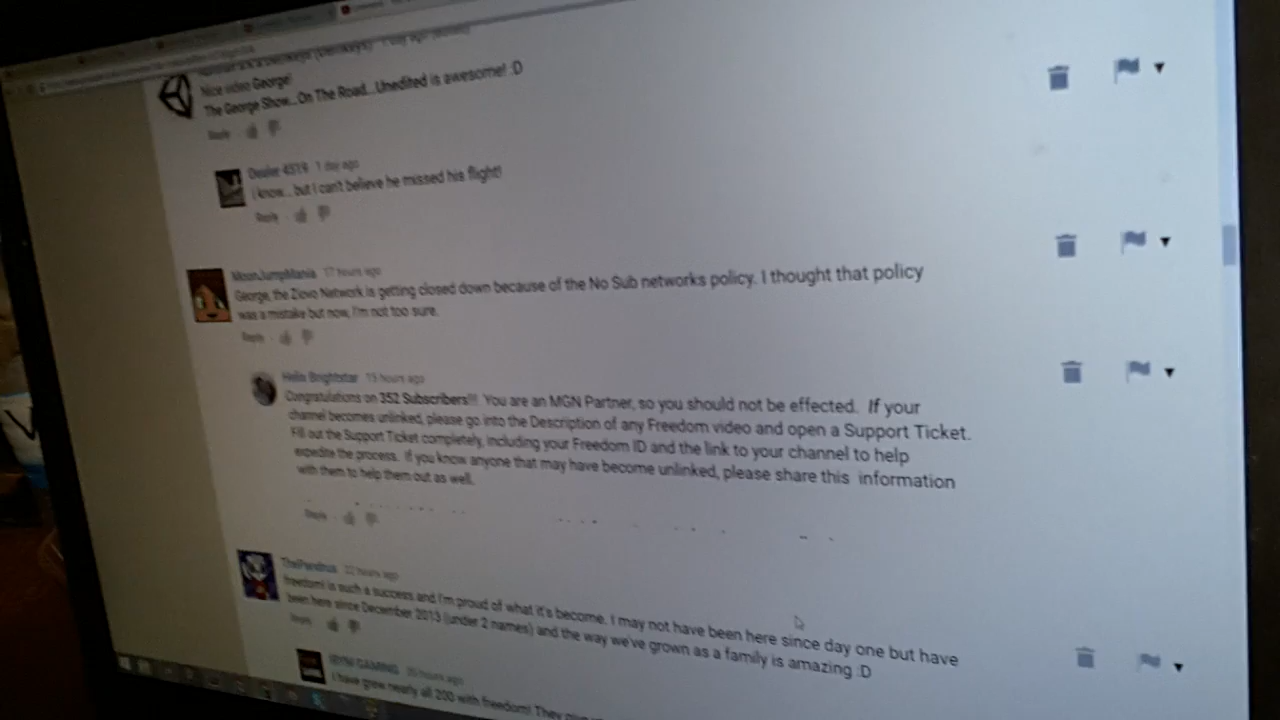 Nice video George!
The George Show... On The Road... Unedited is awesome! :D
Reply
Dealer 4519 1 day ago
i know... but I can't believe he missed his flight!
Reply
MoonJumpMania 17 hours ago
George, the Ziovo Network is getting closed down because of the No Sub networks policy. I thought that policy
was a mistake but now, I'm not too sure.
Reply
Helix Brightstar 15 hours ago
Congratulations on 352 Subscribers!!! You are an MGN Partner, so you should not be effected. If your
channel becomes unlinked, please go into the Description of any Freedom video and open a Support Ticket.
Fill out the Support Ticket completely, including your Freedom ID and the link to your channel to help
expedite the process. If you know anyone that may have become unlinked, please share this information
with them to help them out as well.
Reply
hours ago
freedom! is such a success and I'm proud of what it's become. I may not have been here since day one but have
been here since December 2013 (under 2 names) and the way we've grown as a family is amazing :D
Reply
GAMING hours ago
I have grew nearly all 200 with freedom! They